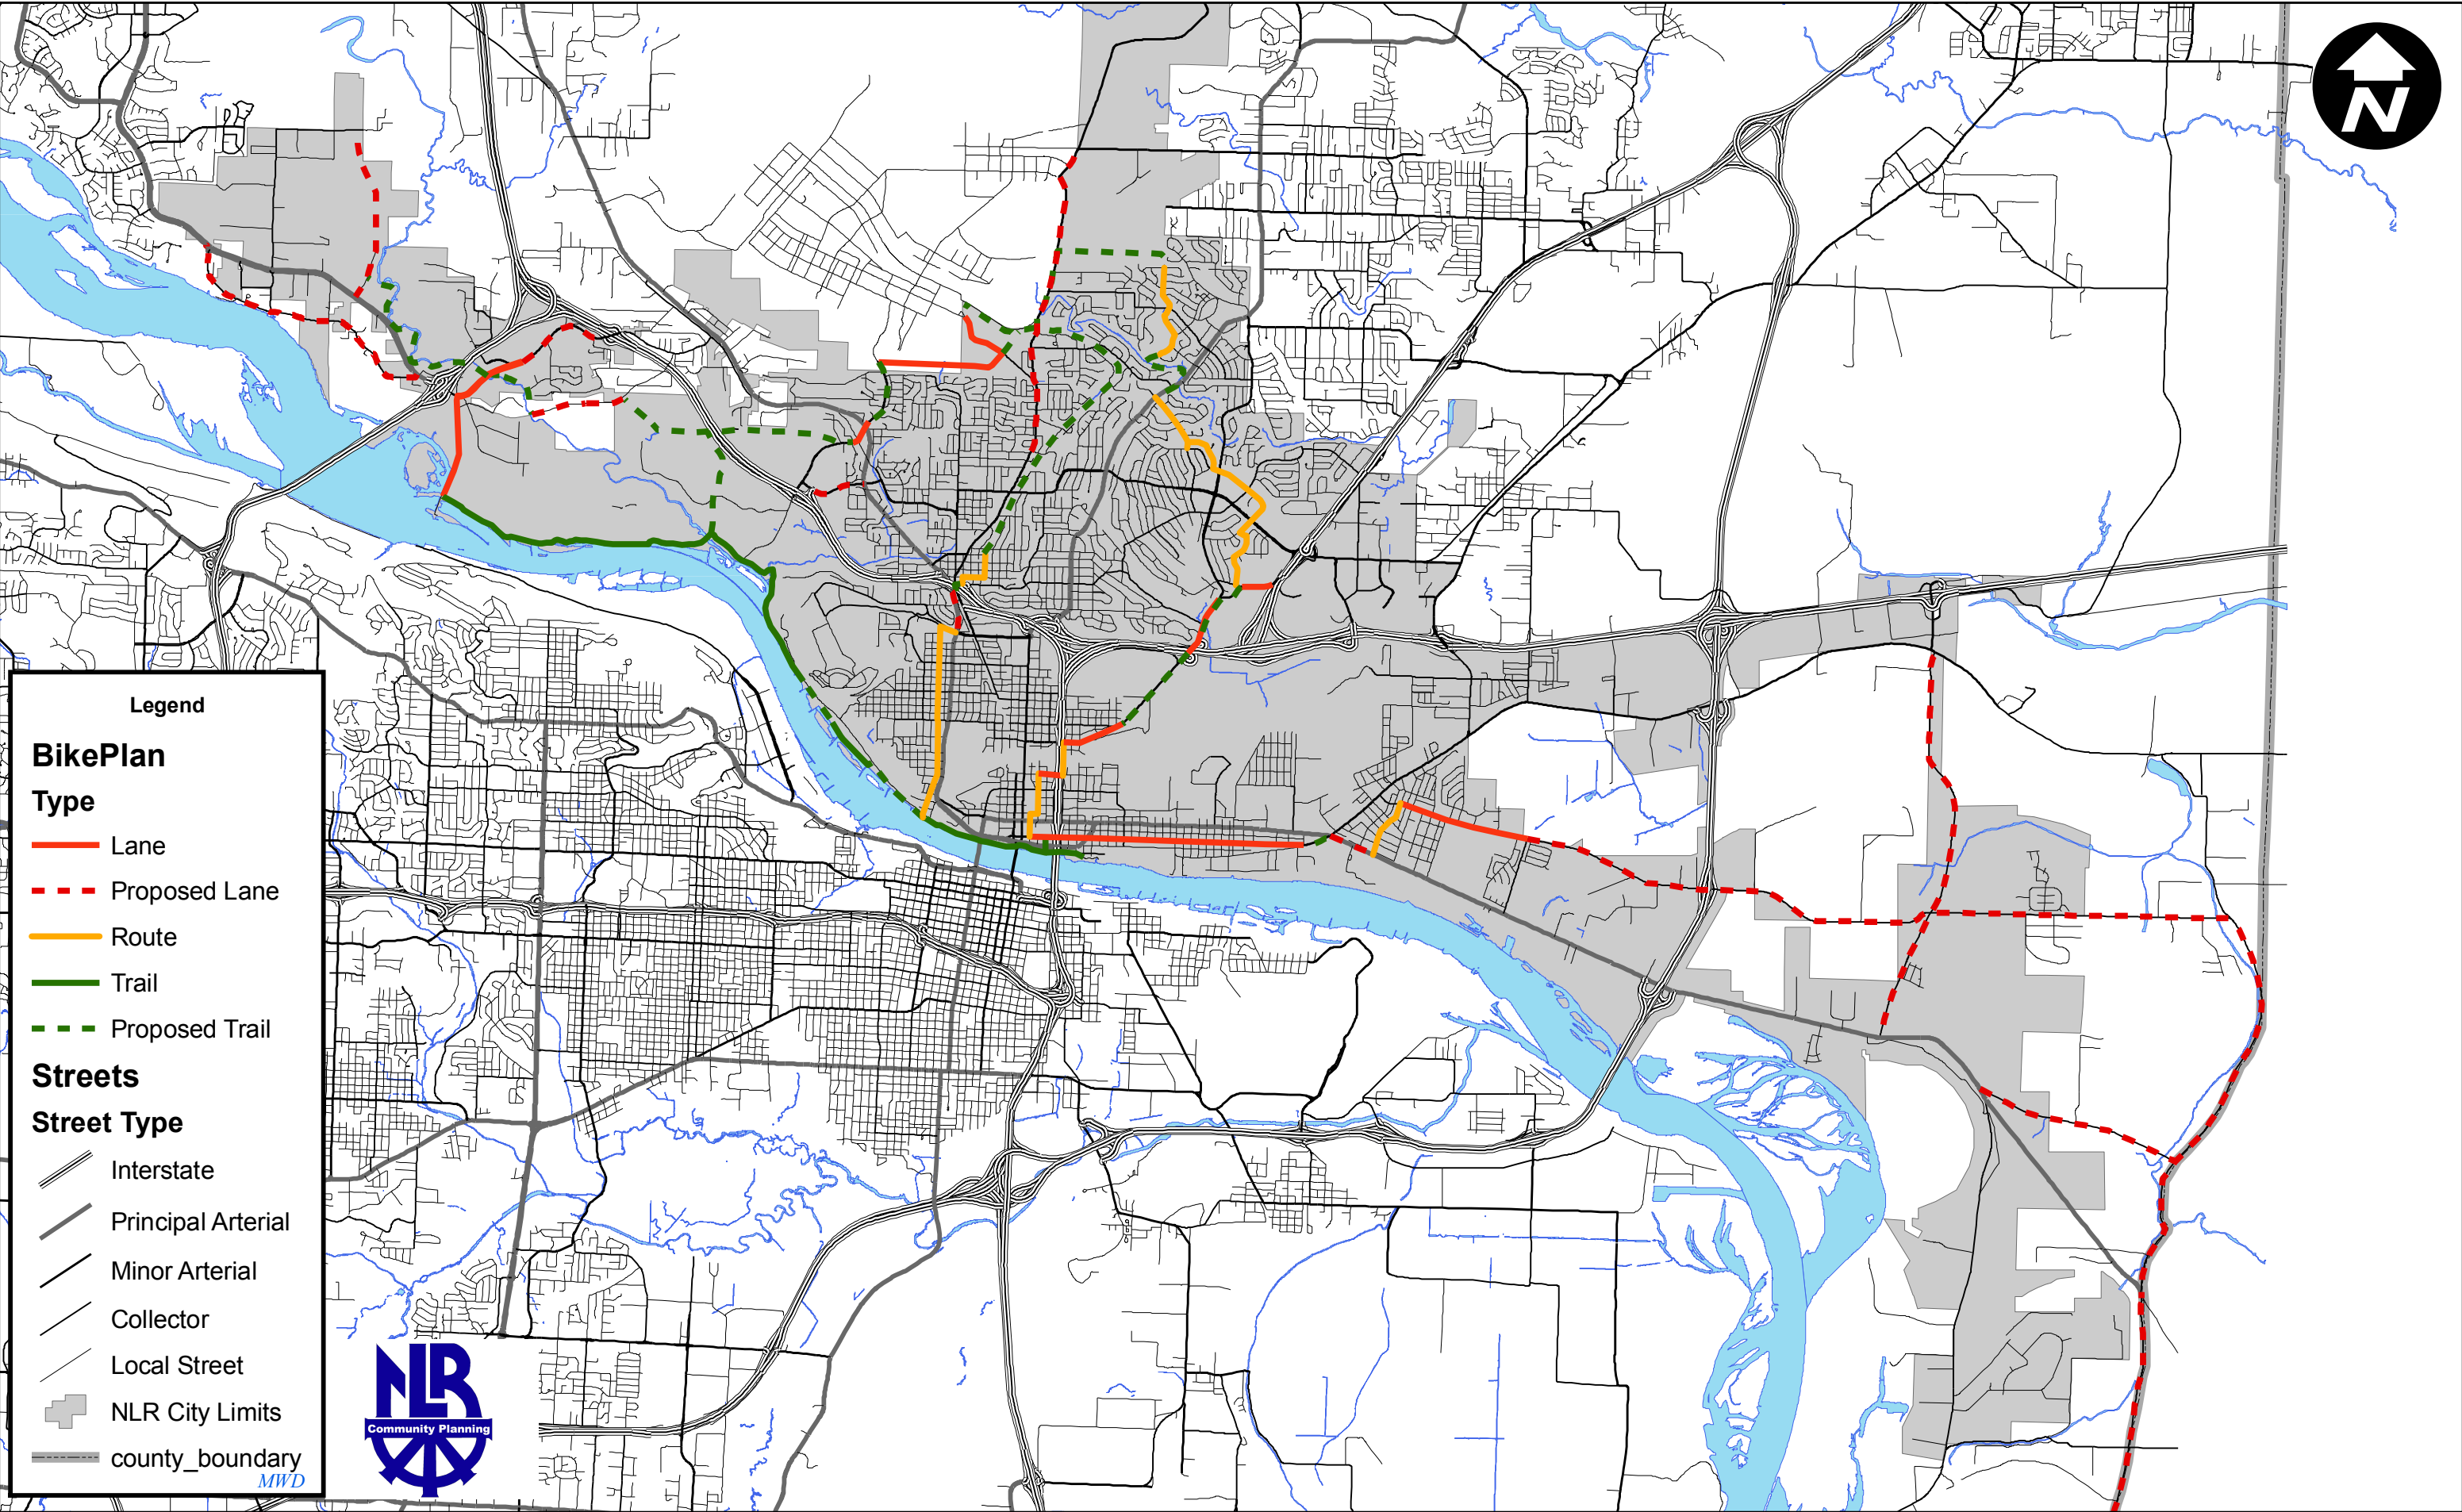 N
Legend
BikePlan
Type
Lane
Proposed Lane
Route
Trail
Proposed Trail
Streets
Street Type
Interstate
Principal Arterial
Minor Arterial
Collector
Local Street
NLR City Limits
county_boundary
MWD
NLR
Community Planning